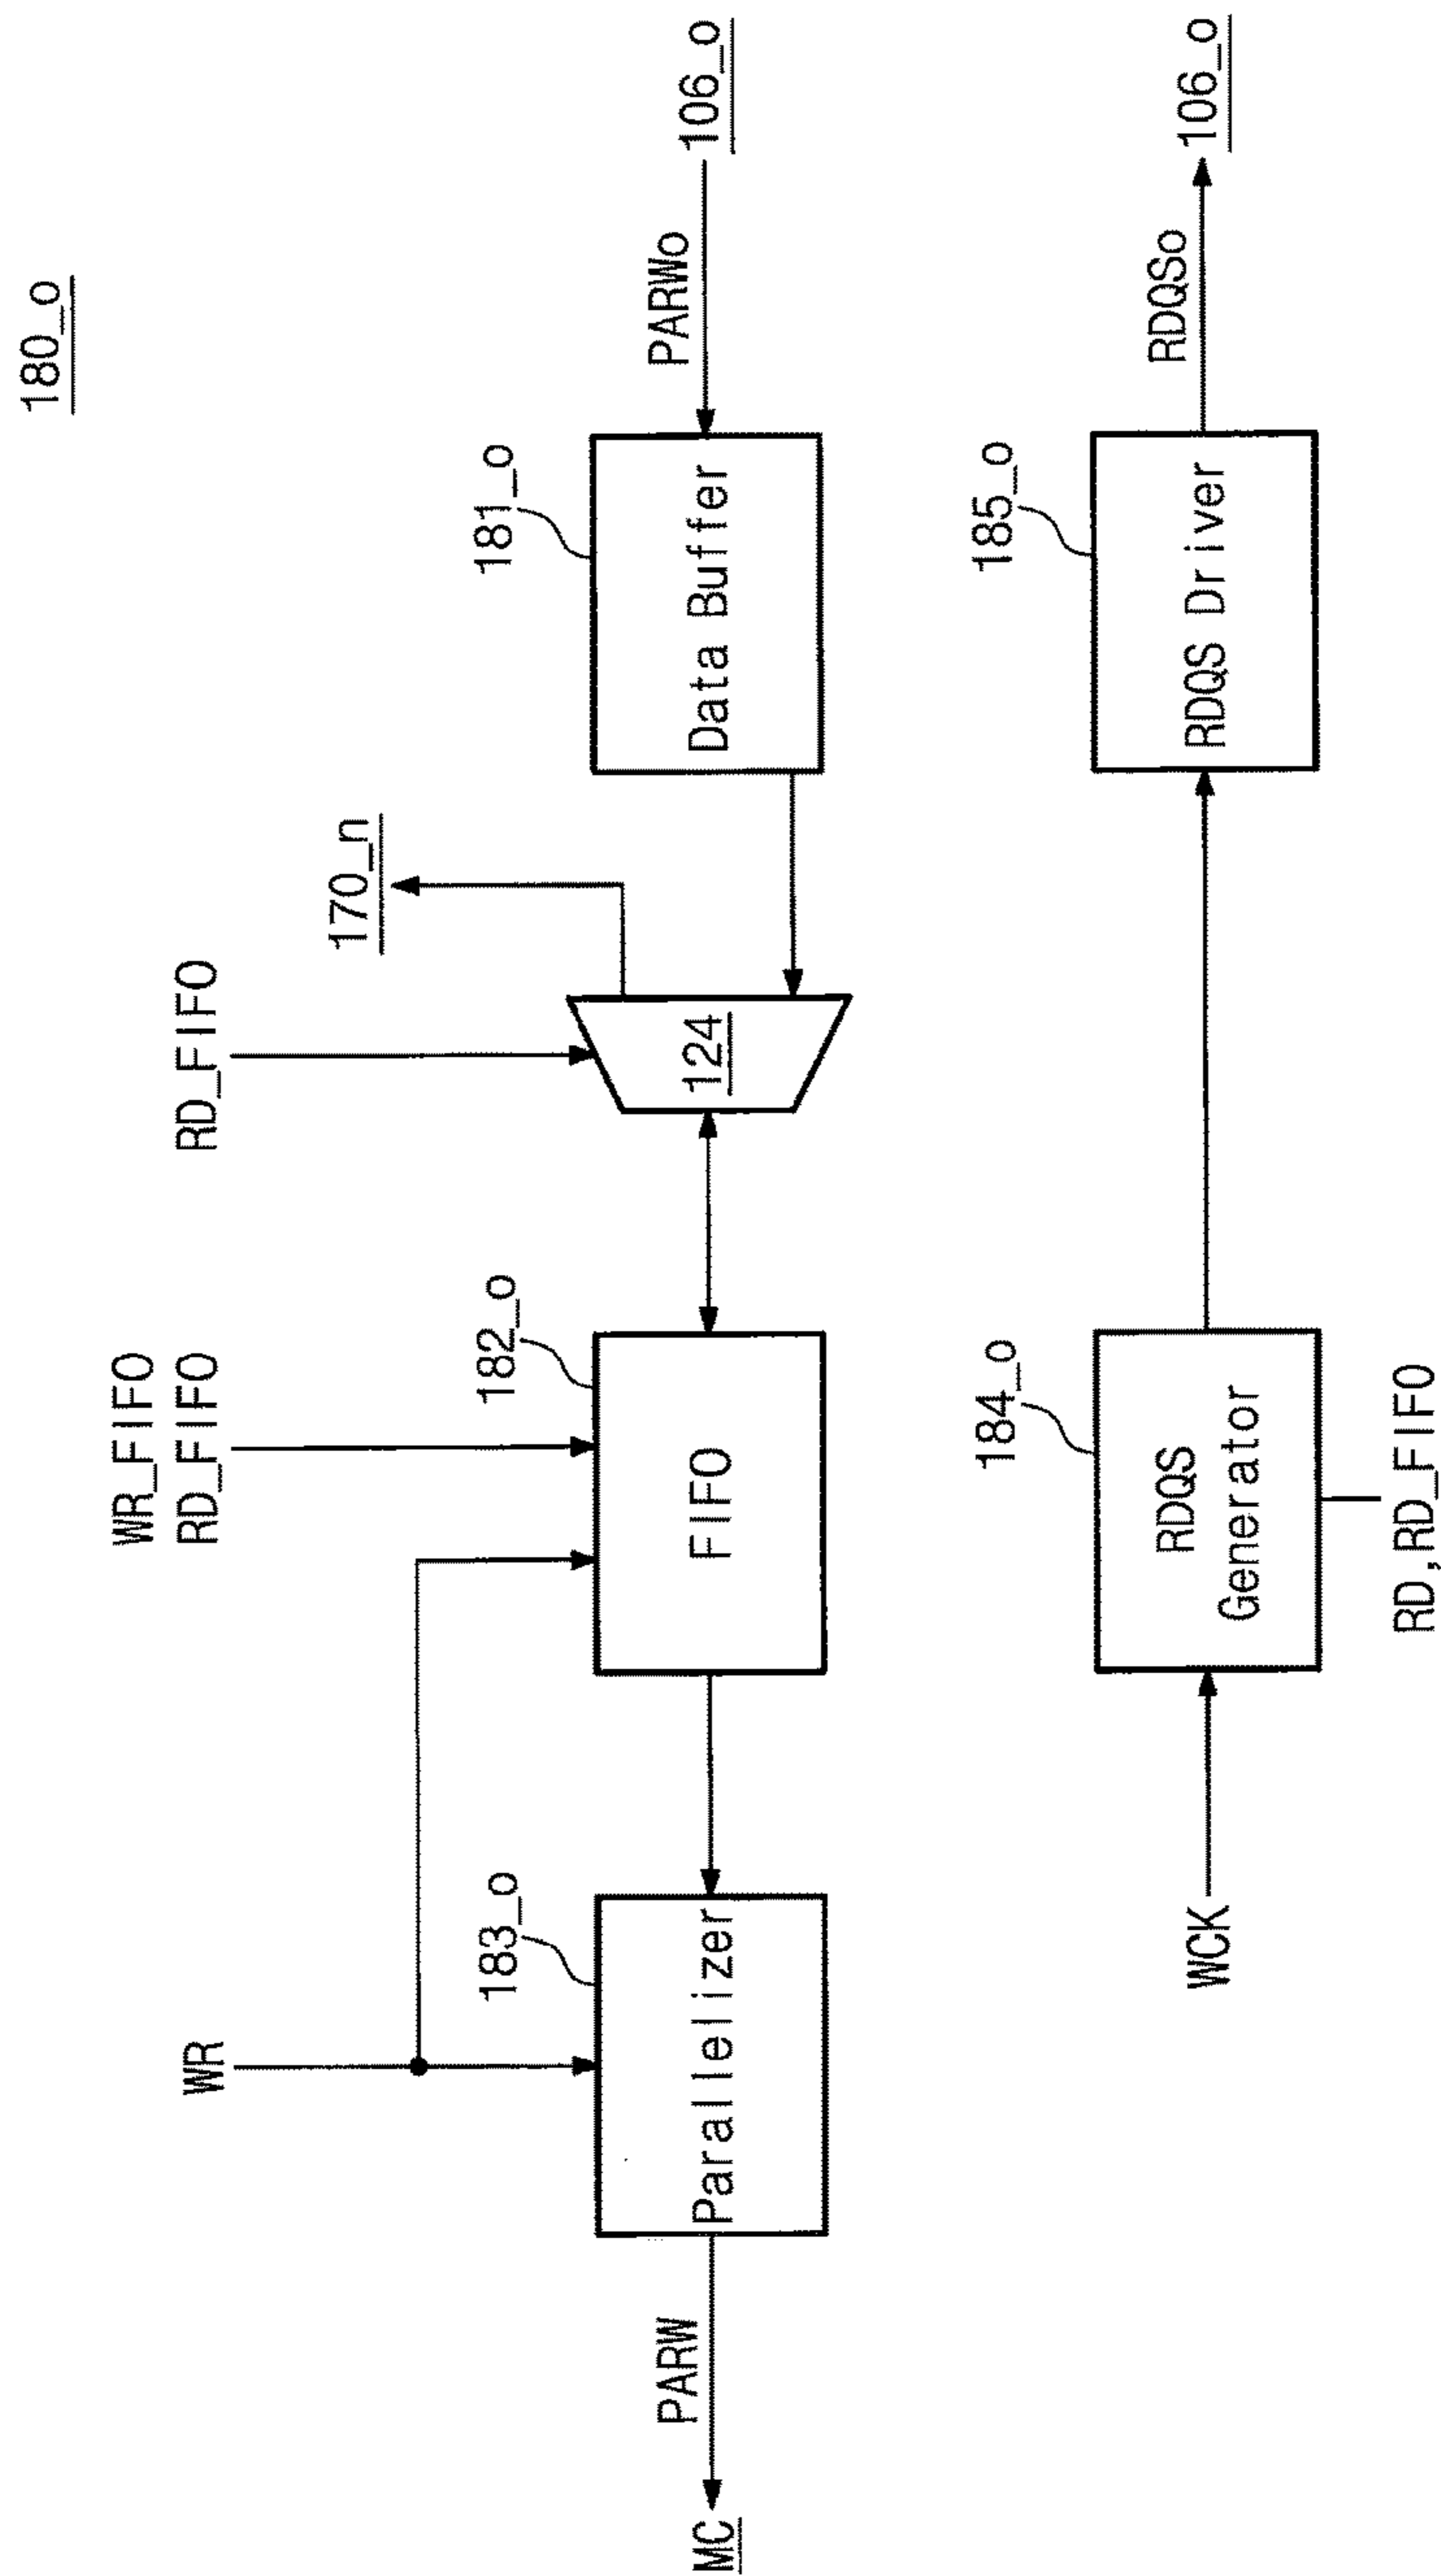 180_o
WR
WR_FIFO
RD_FIFO
RD_FIFO
170_n
MC
PARW
183_o
Parallelizer
182_o
FIFO
124
181_o
Data Buffer
PARWo
106_o
WCK
184_o
RDQS
Generator
RD,RD_FIFO
185_o
RDQS Driver
RDQSo
106_o